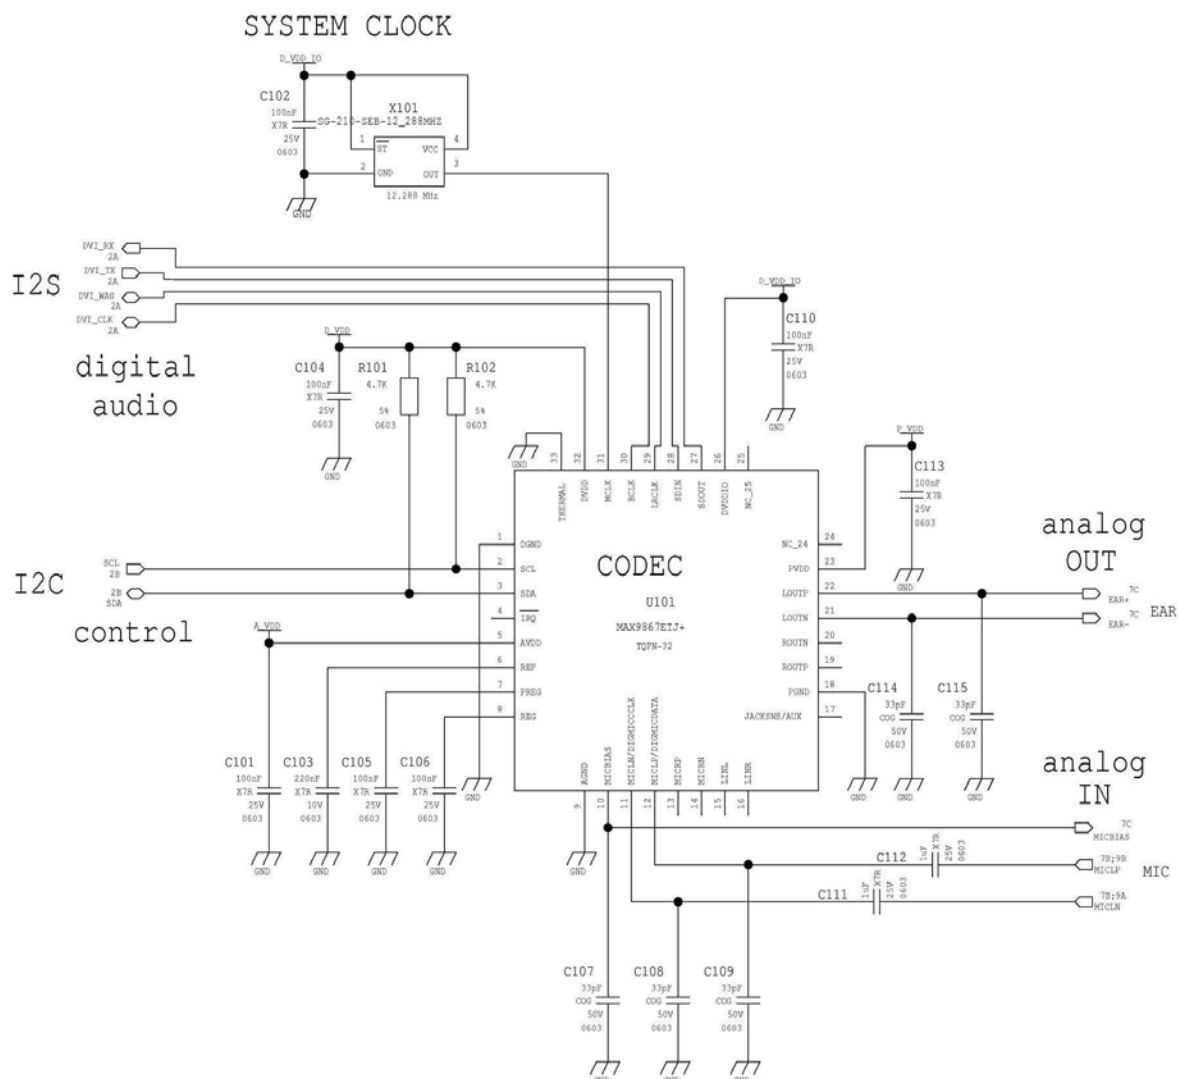 SYSTEM CLOCK
D_VDD_IO
C102
100nF
X7R
25V
0603
X101
SG-210-SEB-12_288MHZ
1
ST
VCC
4
2
GND
OUT
3
12.288 MHz
GND
I2S
DVI_RX
2A
DVI_TX
2A
DVI_WA0
2A
DVI_CLK
2A
digital
audio
D_VDD
C104
100nF
X7R
25V
0603
GND
R101
4.7K
5%
0603
R102
4.7K
5%
0603
D_VDD_IO
C110
100nF
X7R
25V
0603
GND
P_VDD
C113
100nF
X7R
25V
0603
GND
GND
33
32
31
30
29
28
27
26
25
THERMAL
DVDD
MCLK
BCLK
LRCLK
SDIN
SDOUT
DVDDIO
NC_25
CODEC
U101
MAX9867ETJ+
TQFN-32
1
DGND
2
SCL
3
SDA
4
IRQ
5
AVDD
6
REF
7
PREG
8
REG
NC_24
24
PVDD
23
LOUTP
22
LOUTN
21
ROUTN
20
ROUTP
19
PGND
18
JACKSNS/AUX
17
AGND
MICBIAS
MICLN/DIGMICCCLK
MICLP/DIGMICDATA
MICRP
MICRN
LINL
LINR
9
10
11
12
13
14
15
16
I2C
SCL
2B
2B
SDA
control
A_VDD
C101
100nF
X7R
25V
0603
GND
C103
220nF
X7R
10V
0603
GND
C105
100nF
X7R
25V
0603
GND
C106
100nF
X7R
25V
0603
GND
GND
GND
GND
analog
OUT
7C
EAR+
7C
EAR-
EAR
C114
33pF
COG
50V
0603
GND
C115
33pF
COG
50V
0603
GND
analog
IN
7C
MICBIAS
7B;9B
MICLP
MIC
7B;9A
MICLN
C112
1uF
X7R
25V
0603
C111
1uF
X7R
25V
0603
C107
33pF
COG
50V
0603
GND
C108
33pF
COG
50V
0603
GND
C109
33pF
COG
50V
0603
GND